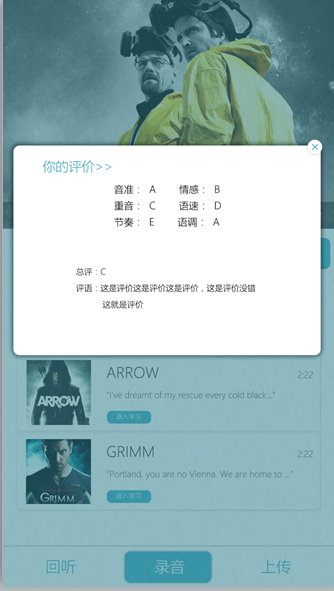 你的评价>>
音准： A 情感： B
重音： C 语速： D
节奏： E 语调： A
总评：C
评语：这是评价这是评价这是评价，这是评价没错
这就是评价
ARROW
ARROW 2:22
"I've dreamt of my rescue every cold black..."
进入学习
GRIMM 2:22
"Portland, you are no Vienna. We are home to ..."
GRIMM
进入学习
回听 录音 上传